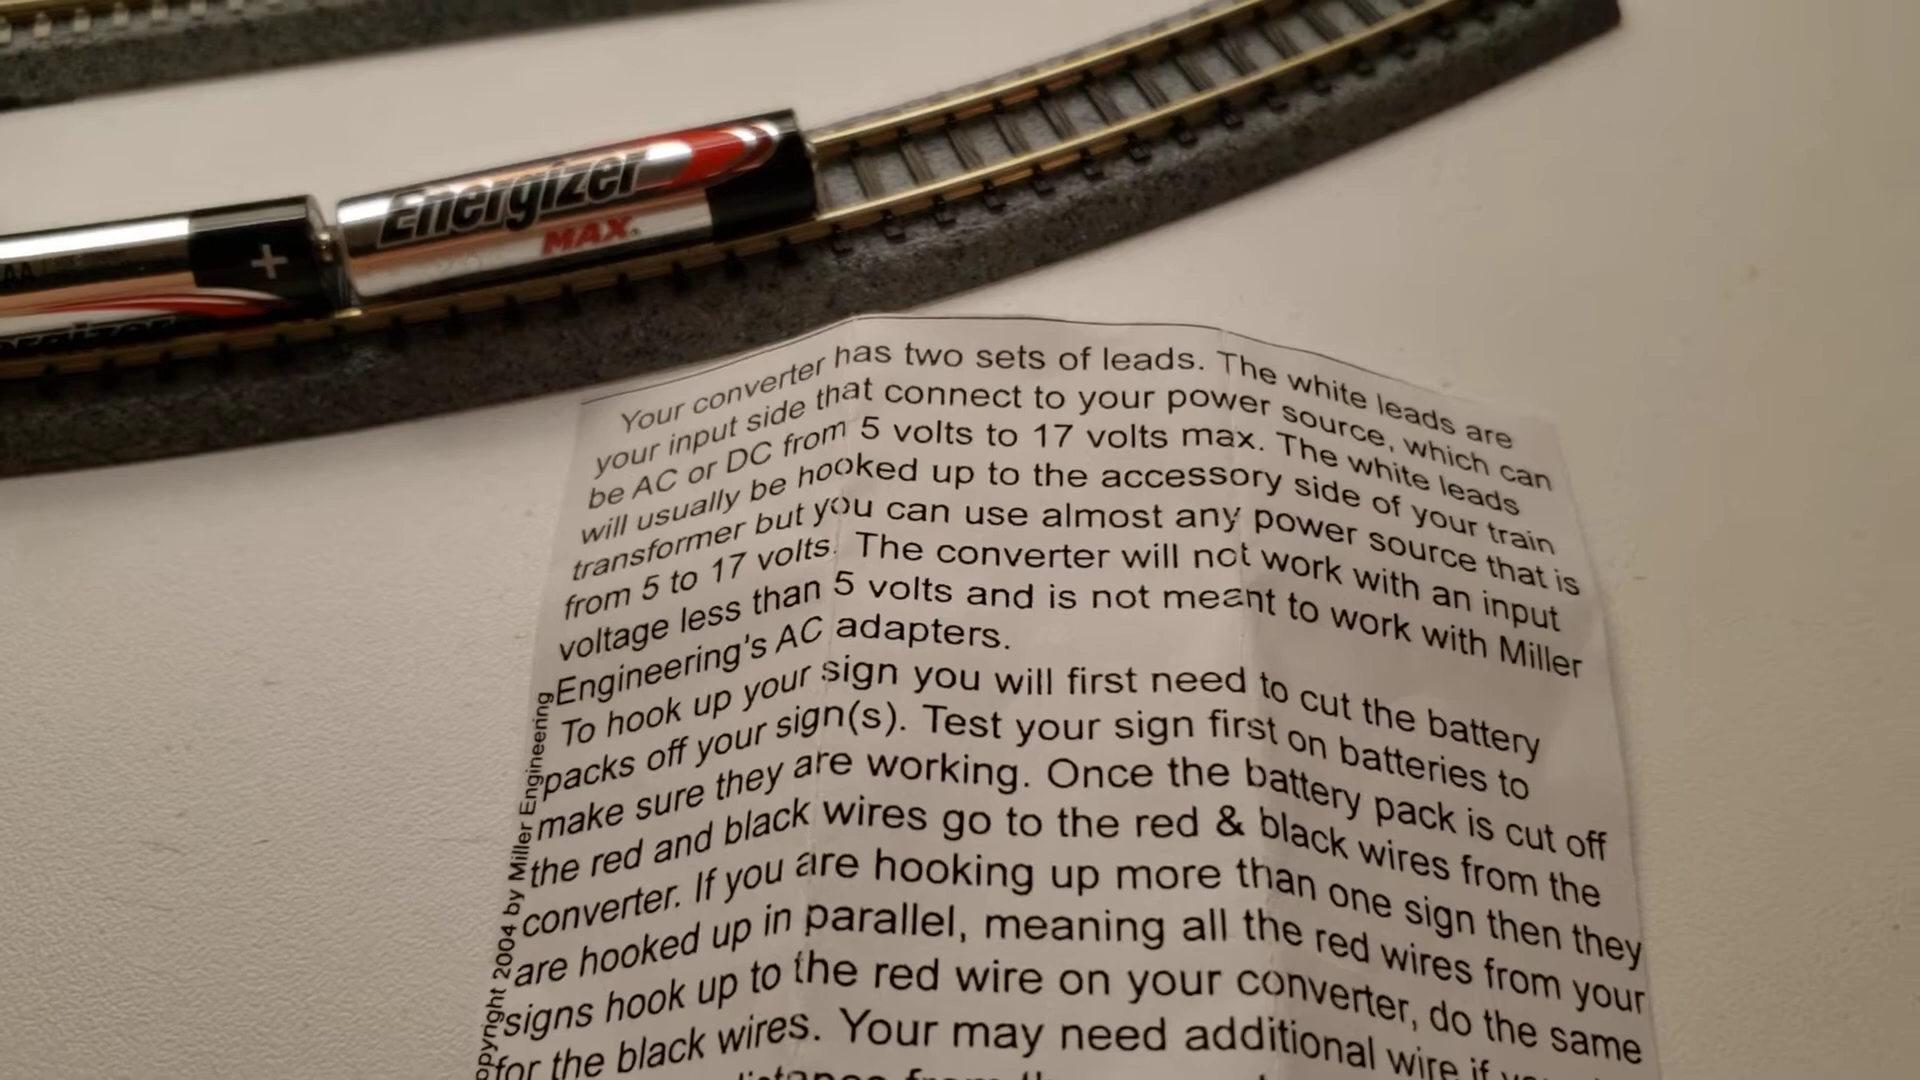 Energizer
MAX.
+
AA
Energizer
Your converter has two sets of leads. The white leads are
your input side that connect to your power source, which can
be AC or DC from 5 volts to 17 volts max. The white leads
will usually be hooked up to the accessory side of your train
transformer but you can use almost any power source that is
from 5 to 17 volts. The converter will not work with an input
voltage less than 5 volts and is not meant to work with Miller
Engineering's AC adapters.
To hook up your sign you will first need to cut the battery
packs off your sign(s). Test your sign first on batteries to
make sure they are working. Once the battery pack is cut off
the red and black wires go to the red & black wires from the
converter. If you are hooking up more than one sign then they
are hooked up in parallel, meaning all the red wires from your
signs hook up to the red wire on your converter, do the same
for the black wires. Your may need additional wire if
from
opyright 2004 by Miller Engineering